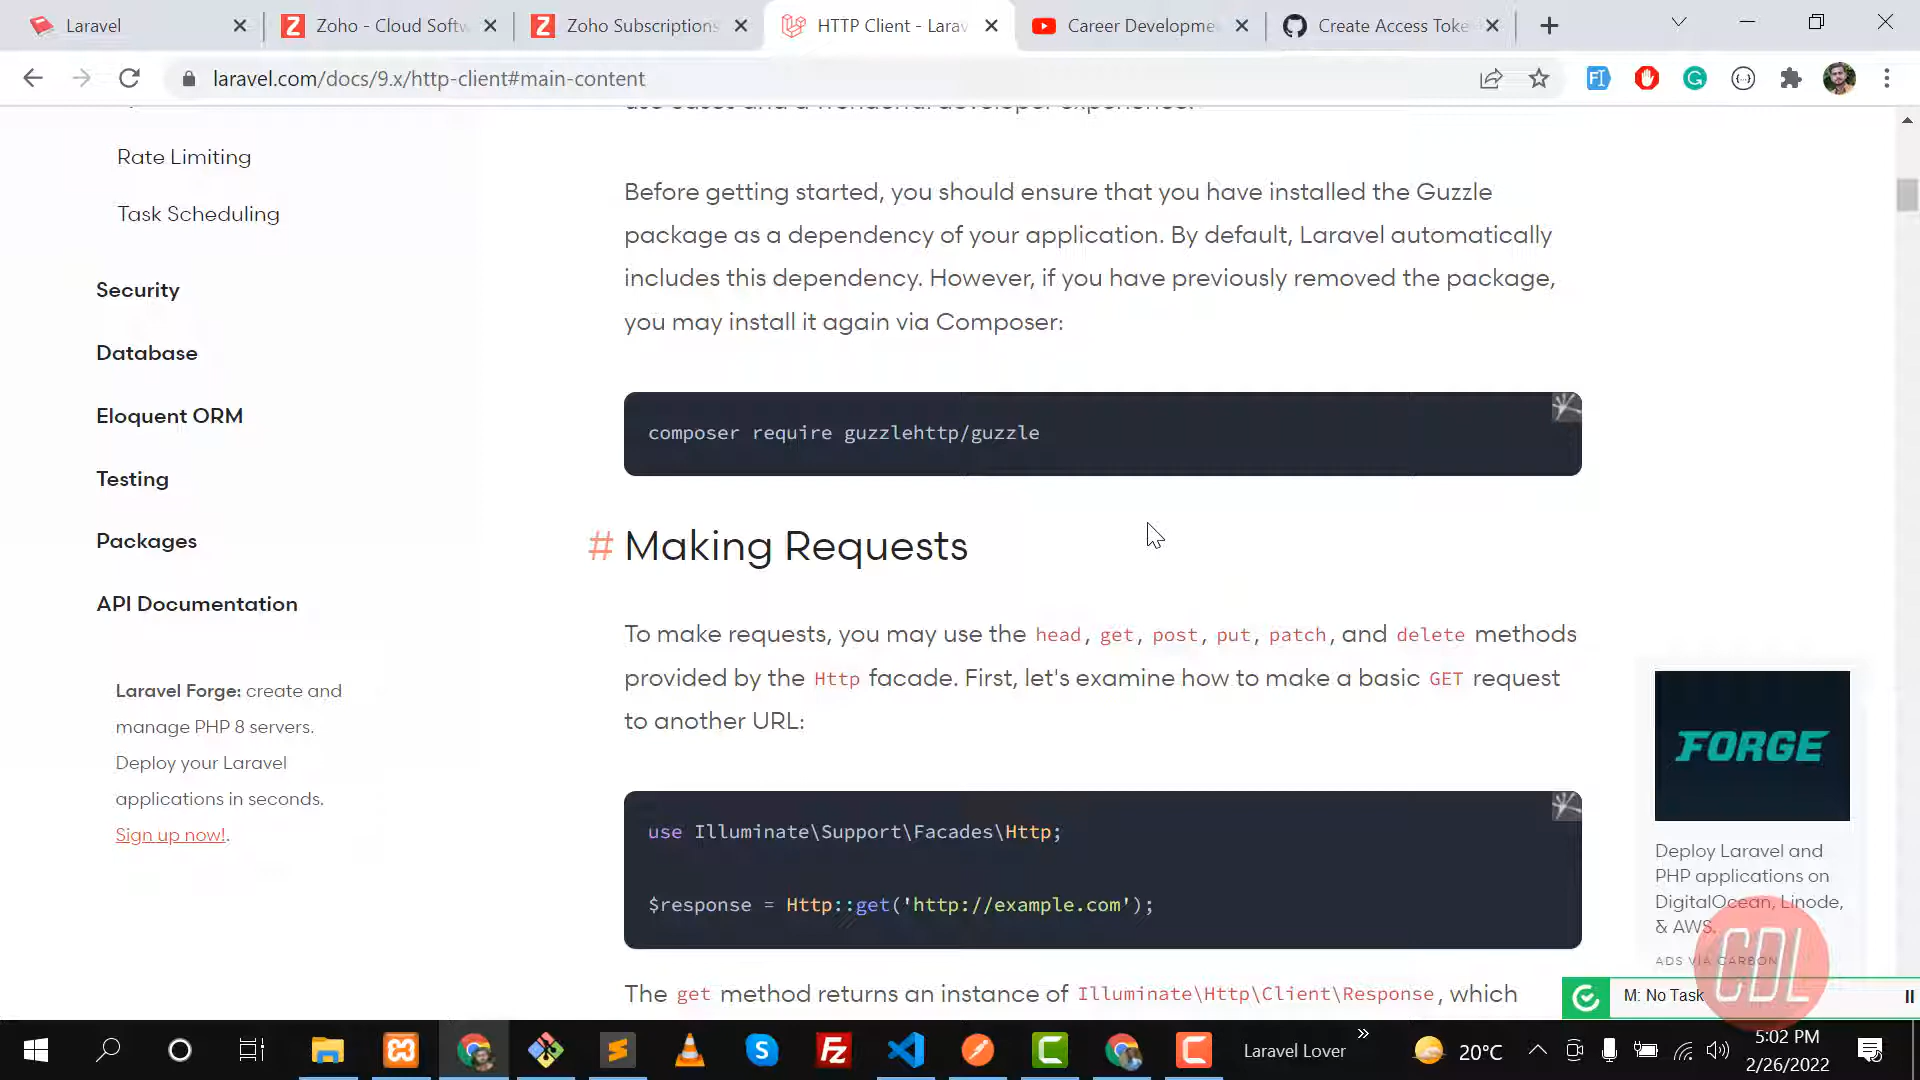 Laravel
Zoho - Cloud Softw
Zoho Subscriptions
HTTP Client - Larav
Career Developme
Create Access Toke
laravel.com/docs/9.x/http-client#main-content
use cases and a wonderful developer experience.
Rate Limiting
Task Scheduling
Security
Database
Eloquent ORM
Testing
Packages
API Documentation
Laravel Forge: create and
manage PHP 8 servers.
Deploy your Laravel
applications in seconds.
Sign up now!.
Before getting started, you should ensure that you have installed the Guzzle
package as a dependency of your application. By default, Laravel automatically
includes this dependency. However, if you have previously removed the package,
you may install it again via Composer:
composer require guzzlehttp/guzzle
# Making Requests
To make requests, you may use the head, get, post, put, patch, and delete methods
provided by the Http facade. First, let's examine how to make a basic GET request
to another URL:
use Illuminate\Support\Facades\Http;
$response = Http::get('http://example.com');
The get method returns an instance of Illuminate\Http\Client\Response, which
FORGE
Deploy Laravel and
PHP applications on
DigitalOcean, Linode,
& AWS.
ADS VIA CARBON
CDL
M: No Task
Laravel Lover
20°C
5:02 PM
2/26/2022